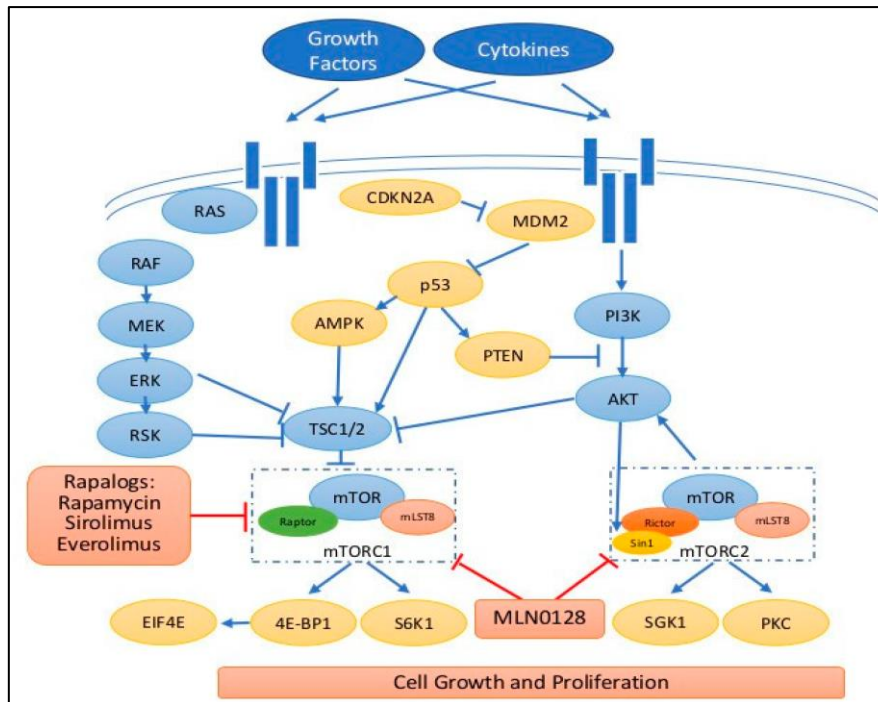 Growth
Factors
Cytokines
RAS
CDKN2A
MDM2
RAF
p53
MEK
AMPK
PI3K
PTEN
ERK
AKT
RSK
TSC1/2
Rapalogs:
Rapamycin
Sirolimus
Everolimus
mTOR
Raptor
mLST8
mTORC1
mTOR
Rictor
mLST8
Sin1
mTORC2
EIF4E
4E-BP1
S6K1
MLN0128
SGK1
PKC
Cell Growth and Proliferation